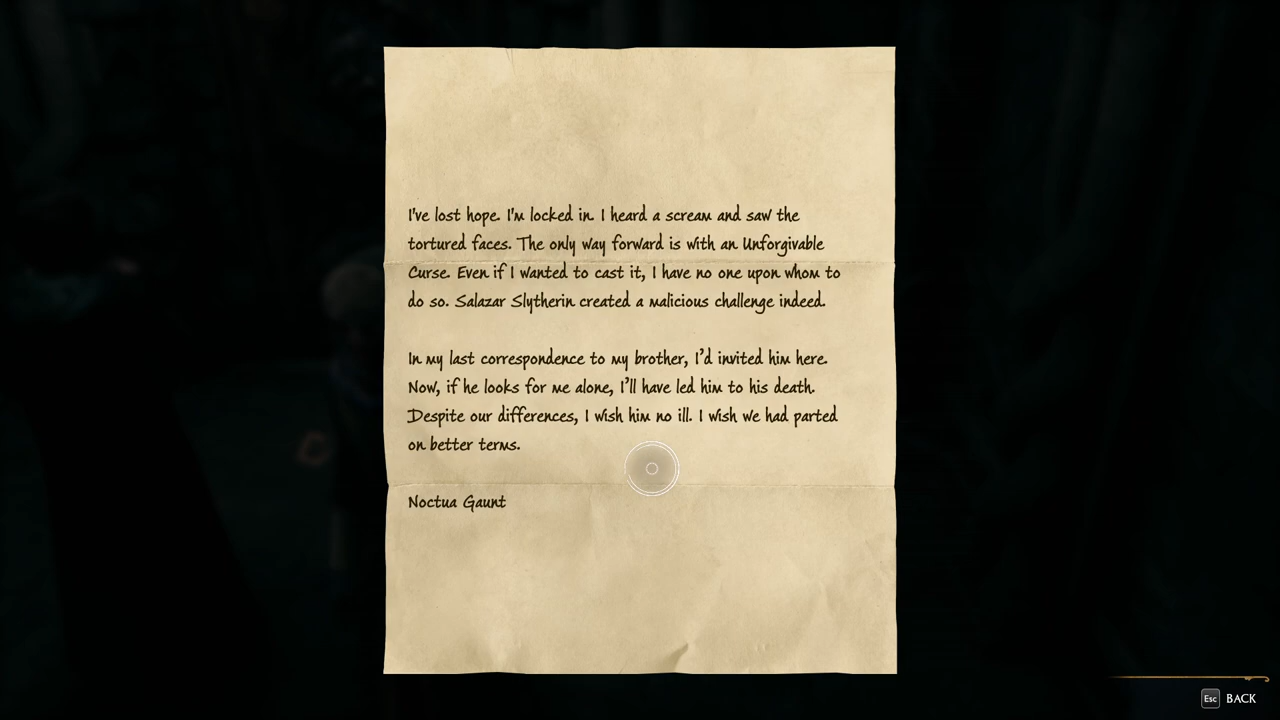 I've lost hope. I'm locked in. I heard a scream and saw the
tortured faces. The only way forward is with an Unforgivable
Curse. Even if I wanted to cast it, I have no one upon whom to
do so. Salazar Slytherin created a malicious challenge indeed.
In my last correspondence to my brother, I'd invited him here.
Now, if he looks for me alone, I'll have led him to his death.
Despite our differences, I wish him no ill. I wish we had parted
on better terms.
Noctua Gaunt
Esc BACK